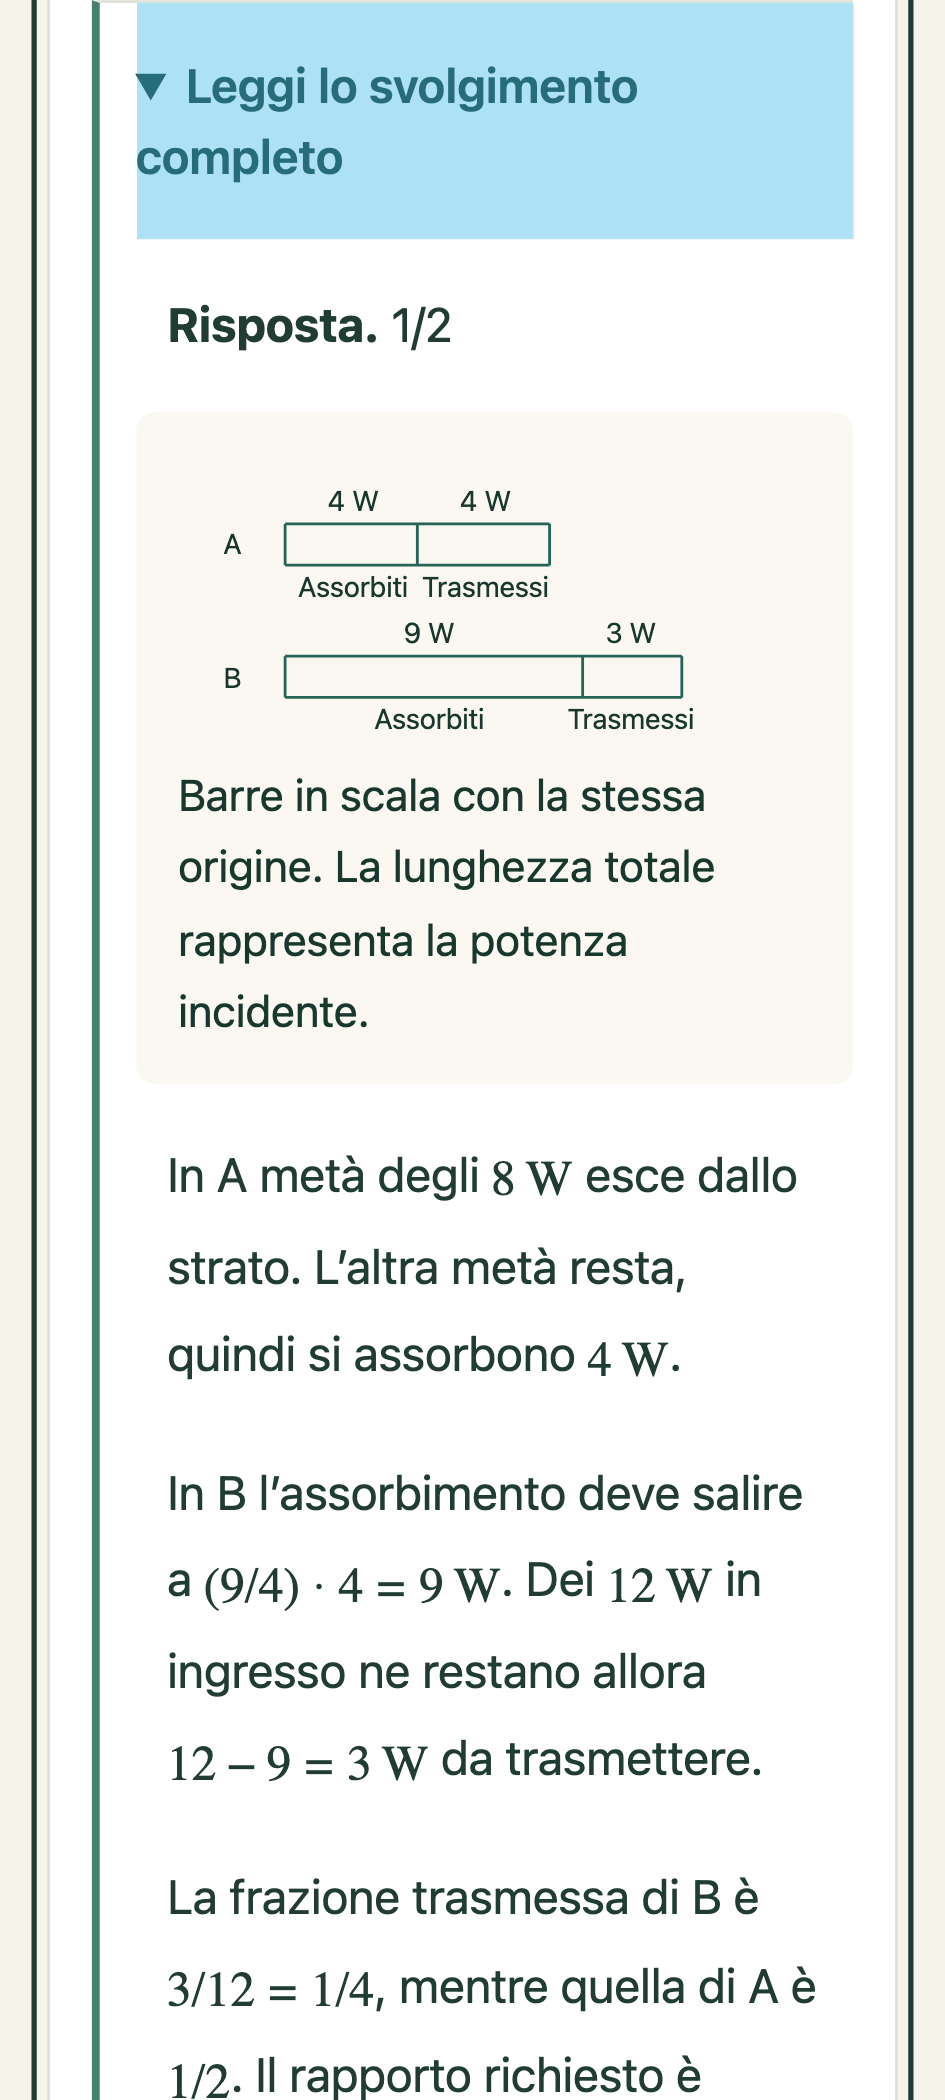 ▼ Leggi lo svolgimento
completo
Risposta. 1/2
4 W 4 W
A
Assorbiti Trasmessi
9 W 3 W
B
Assorbiti Trasmessi
Barre in scala con la stessa
origine. La lunghezza totale
rappresenta la potenza
incidente.
In A metà degli 8 W esce dallo
strato. L’altra metà resta,
quindi si assorbono 4 W.
In B l’assorbimento deve salire
a (9/4) · 4 = 9 W. Dei 12 W in
ingresso ne restano allora
12 − 9 = 3 W da trasmettere.
La frazione trasmessa di B è
3/12 = 1/4, mentre quella di A è
1/2. Il rapporto richiesto è